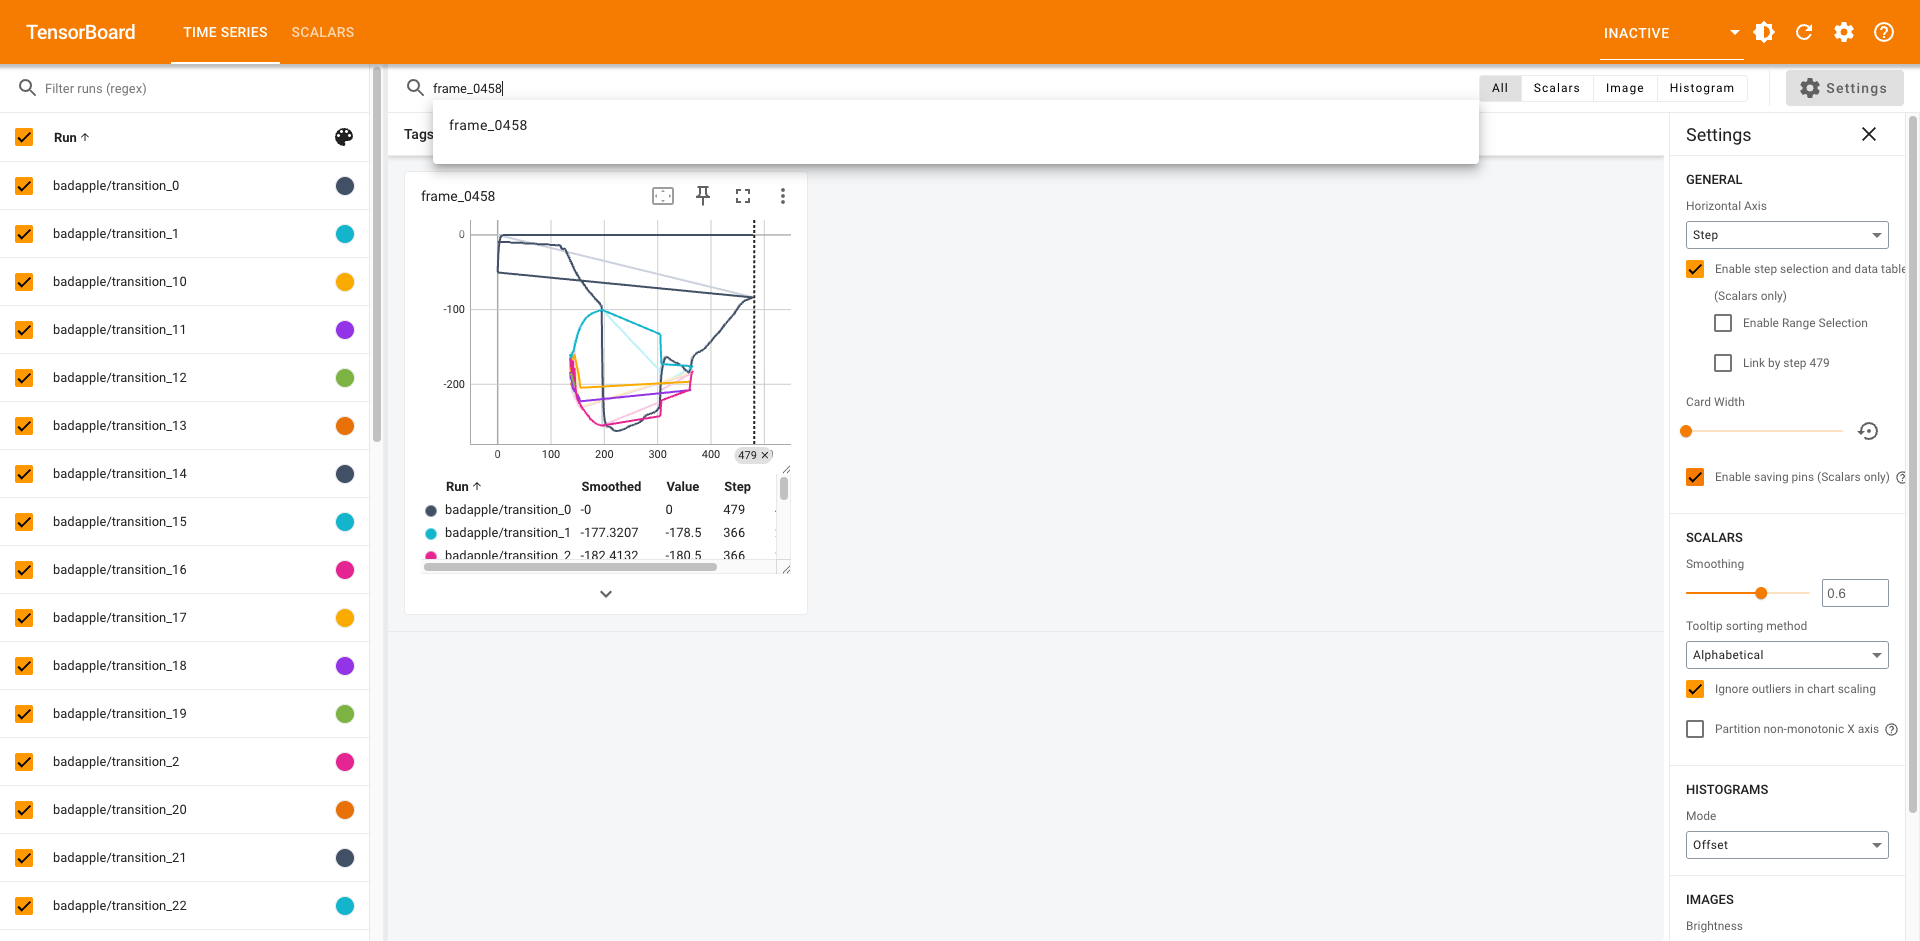 TensorBoard
TIME SERIES
SCALARS
INACTIVE
Filter runs (regex)
frame_0458
All
Scalars
Image
Histogram
Settings
frame_0458
Run
badapple/transition_0
badapple/transition_1
badapple/transition_10
badapple/transition_11
badapple/transition_12
badapple/transition_13
badapple/transition_14
badapple/transition_15
badapple/transition_16
badapple/transition_17
badapple/transition_18
badapple/transition_19
badapple/transition_2
badapple/transition_20
badapple/transition_21
badapple/transition_22
Tags
frame_0458
0
-100
-200
0
100
200
300
400
479
Run Smoothed Value Step
badapple/transition_0 -0 0 479
badapple/transition_1 -177.3207 -178.5 366
badapple/transition_2 -182.4132 -180.5 366
Settings
GENERAL
Horizontal Axis
Step
Enable step selection and data table
(Scalars only)
Enable Range Selection
Link by step 479
Card Width
Enable saving pins (Scalars only)
SCALARS
Smoothing
0.6
Tooltip sorting method
Alphabetical
Ignore outliers in chart scaling
Partition non-monotonic X axis
HISTOGRAMS
Mode
Offset
IMAGES
Brightness